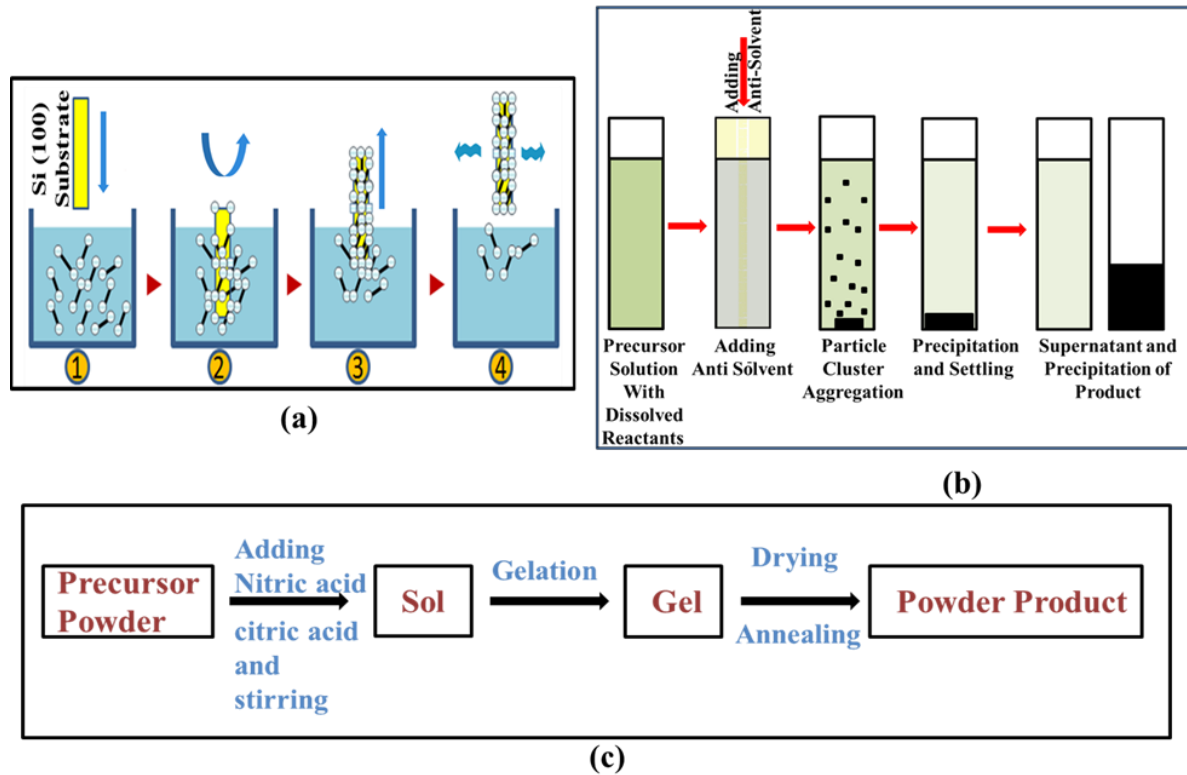 Si (100)
Substrate
1
2
3
4
(a)
Adding
Anti-Solvent
Precursor
Solution
With
Dissolved
Reactants
Adding
Anti Solvent
Particle
Cluster
Aggregation
Precipitation
and Settling
Supernatant and
Precipitation of
Product
(b)
Precursor
Powder
Adding
Nitric acid
citric acid
and
stirring
Sol
Gelation
Gel
Drying
Annealing
Powder Product
(c)